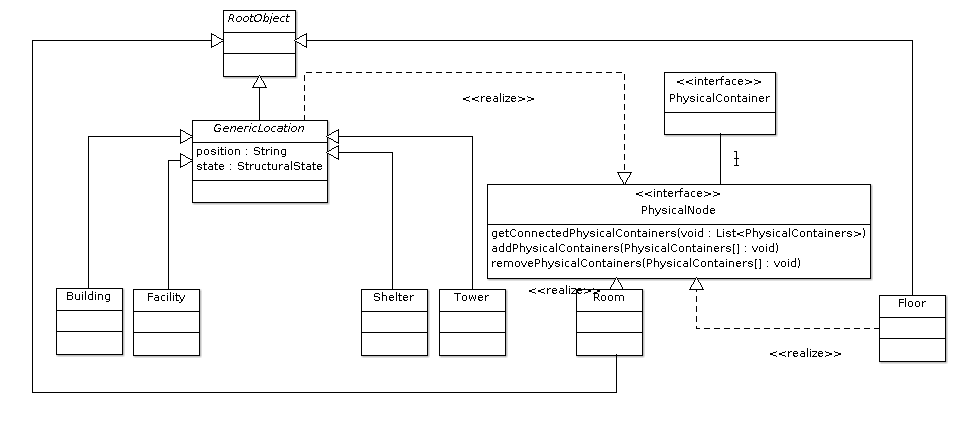 RootObject
<<interface>>
PhysicalContainer
<<realize>>
GenericLocation
position : String
state : StructuralState
<<interface>>
PhysicalNode
getConnectedPhysicalContainers(void : List<PhysicalContainers>)
addPhysicalContainers(PhysicalContainers[] : void)
removePhysicalContainers(PhysicalContainers[] : void)
<<realize>>
Building
Facility
Shelter
Tower
Room
Floor
<<realize>>